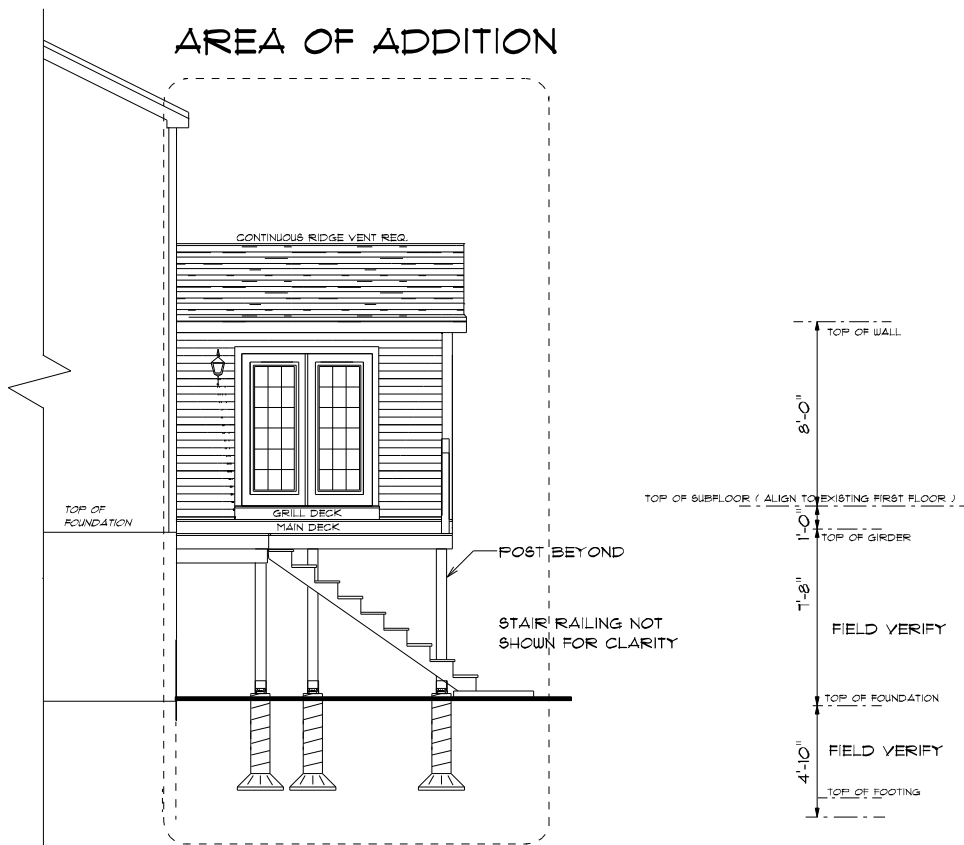 AREA OF ADDITION
CONTINUOUS RIDGE VENT REQ.
TOP OF WALL
8'-0"
TOP OF SUBFLOOR ( ALIGN TO EXISTING FIRST FLOOR )
TOP OF
FOUNDATION
GRILL DECK
MAIN DECK
1'-0"
TOP OF GIRDER
POST BEYOND
7'-8"
STAIR RAILING NOT
SHOWN FOR CLARITY
FIELD VERIFY
TOP OF FOUNDATION
4'-10"
FIELD VERIFY
TOP OF FOOTING